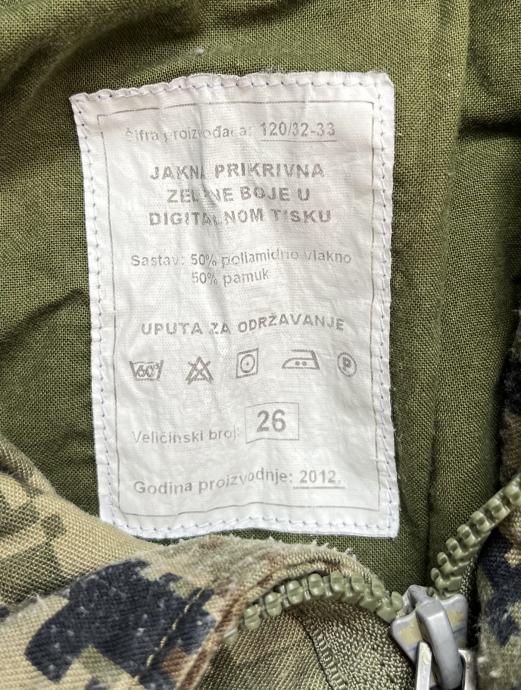 Šifra proizvođača: 120/32-33
JAKNA PRIKRIVNA
ZELENE BOJE U
DIGITALNOM TISKU
Sastav: 50% poliamidno vlakno
50% pamuk
UPUTA ZA ODRŽAVANJE
60° P
Veličinski broj: 26
Godina proizvodnje: 2012.